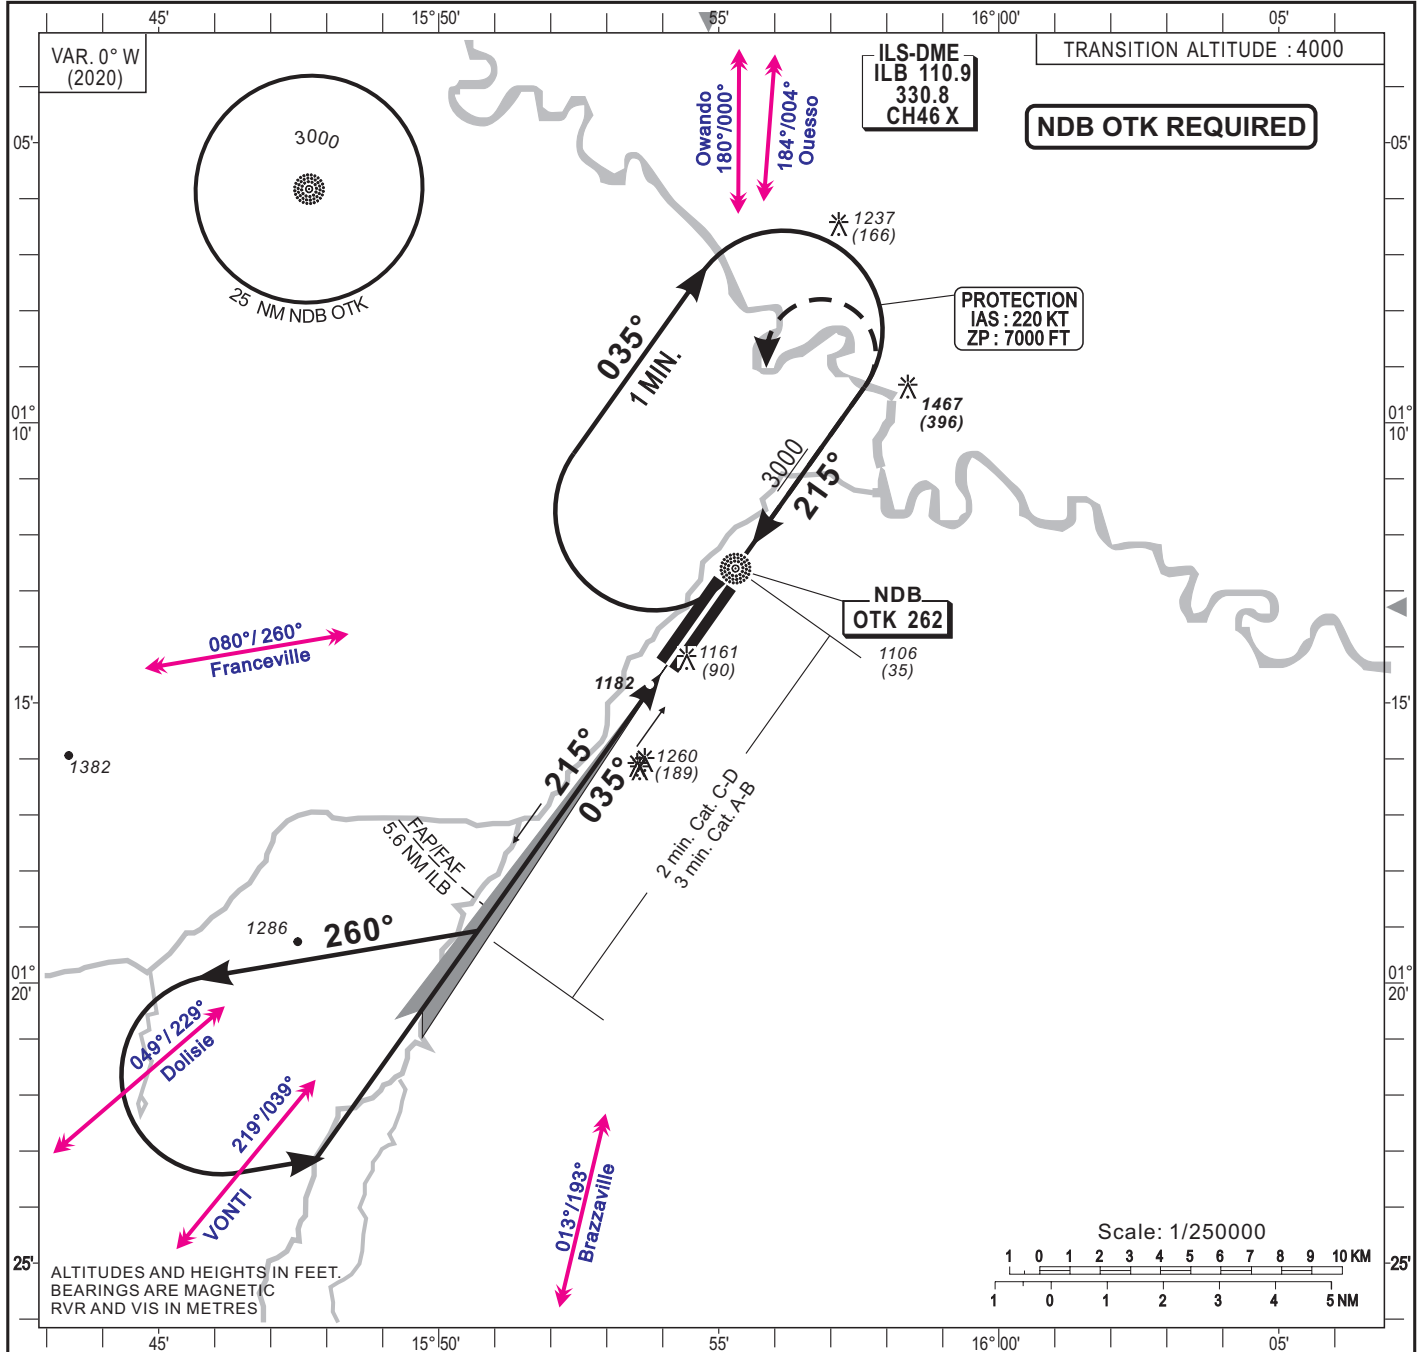 45'
15°50'
55'
16°00'
05'
VAR. 0° W
(2020)
ILS-DME
ILB 110.9
330.8
CH46 X
TRANSITION ALTITUDE : 4000
NDB OTK REQUIRED
3000
25 NM NDB OTK
Owando
180°/000°
184°/004°
Ouesso
05'
05'
1237
(166)
PROTECTION
IAS : 220 KT
ZP : 7000 FT
035°
1 MIN.
1467
(396)
01°
10'
01°
10'
3000
215°
NDB
OTK 262
1106
(35)
080°/ 260°
Franceville
1161
(90)
1182
15'
15'
1382
215°
035°
1260
(189)
2 min. Cat. C-D
3 min. Cat. A-B
FAP/FAF
5.6 NM ILB
1286
260°
01°
20'
01°
20'
049°/ 229°
Dolisie
219°/039°
VONTI
013°/193°
Brazzaville
25'
25'
ALTITUDES AND HEIGHTS IN FEET.
BEARINGS ARE MAGNETIC
RVR AND VIS IN METRES
Scale: 1/250000
1 0 1 2 3 4 5 6 7 8 9 10 KM
1 0 1 2 3 4 5 NM
45'
15°50'
55'
16°00'
05'